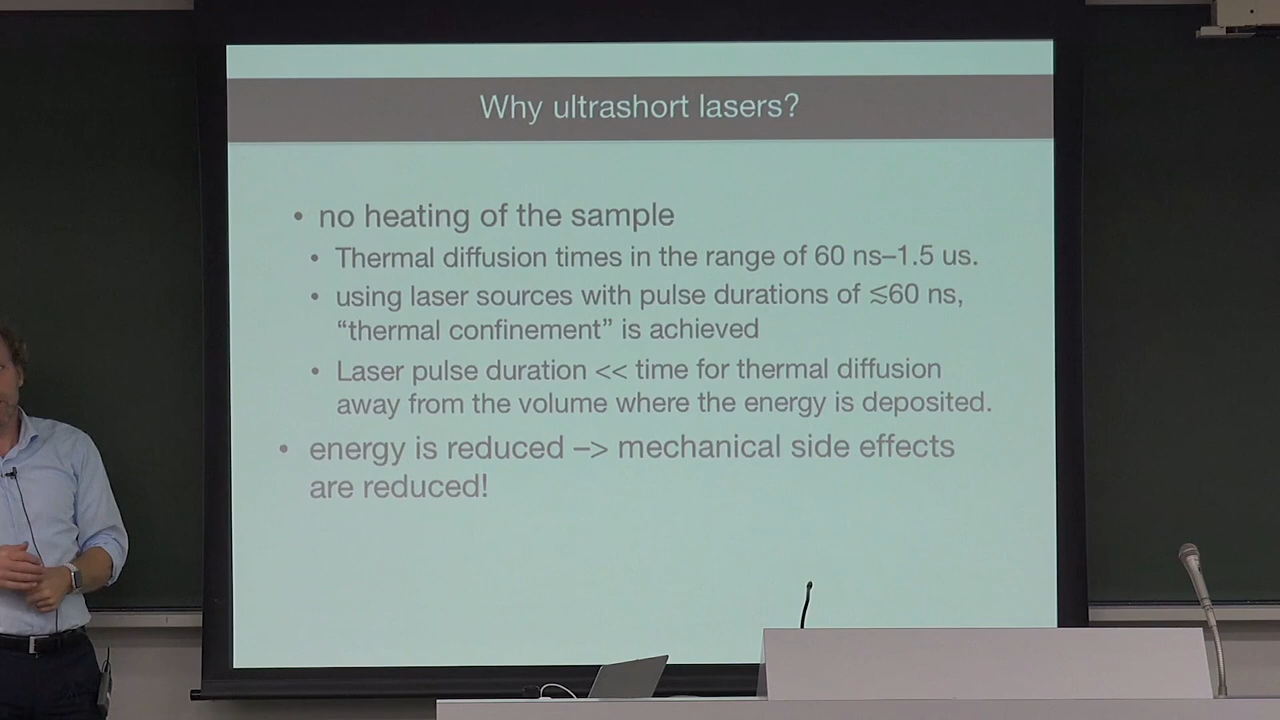 Why ultrashort lasers?
• no heating of the sample
• Thermal diffusion times in the range of 60 ns–1.5 us.
• using laser sources with pulse durations of ≲60 ns,
“thermal confinement” is achieved
• Laser pulse duration << time for thermal diffusion
away from the volume where the energy is deposited.
• energy is reduced –> mechanical side effects
are reduced!